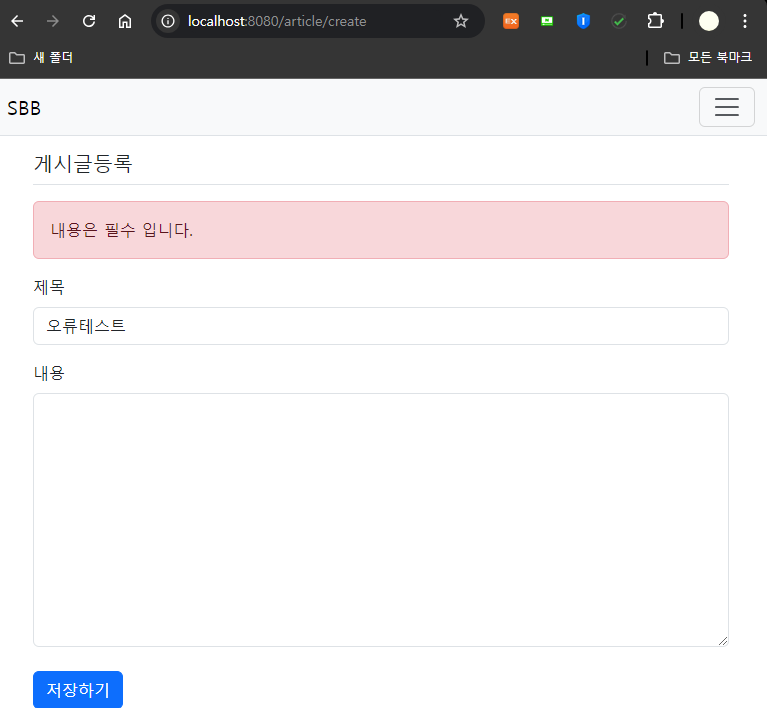 localhost:8080/article/create
새 폴더
모든 북마크
SBB
게시글등록
내용은 필수 입니다.
제목
오류테스트
내용
저장하기